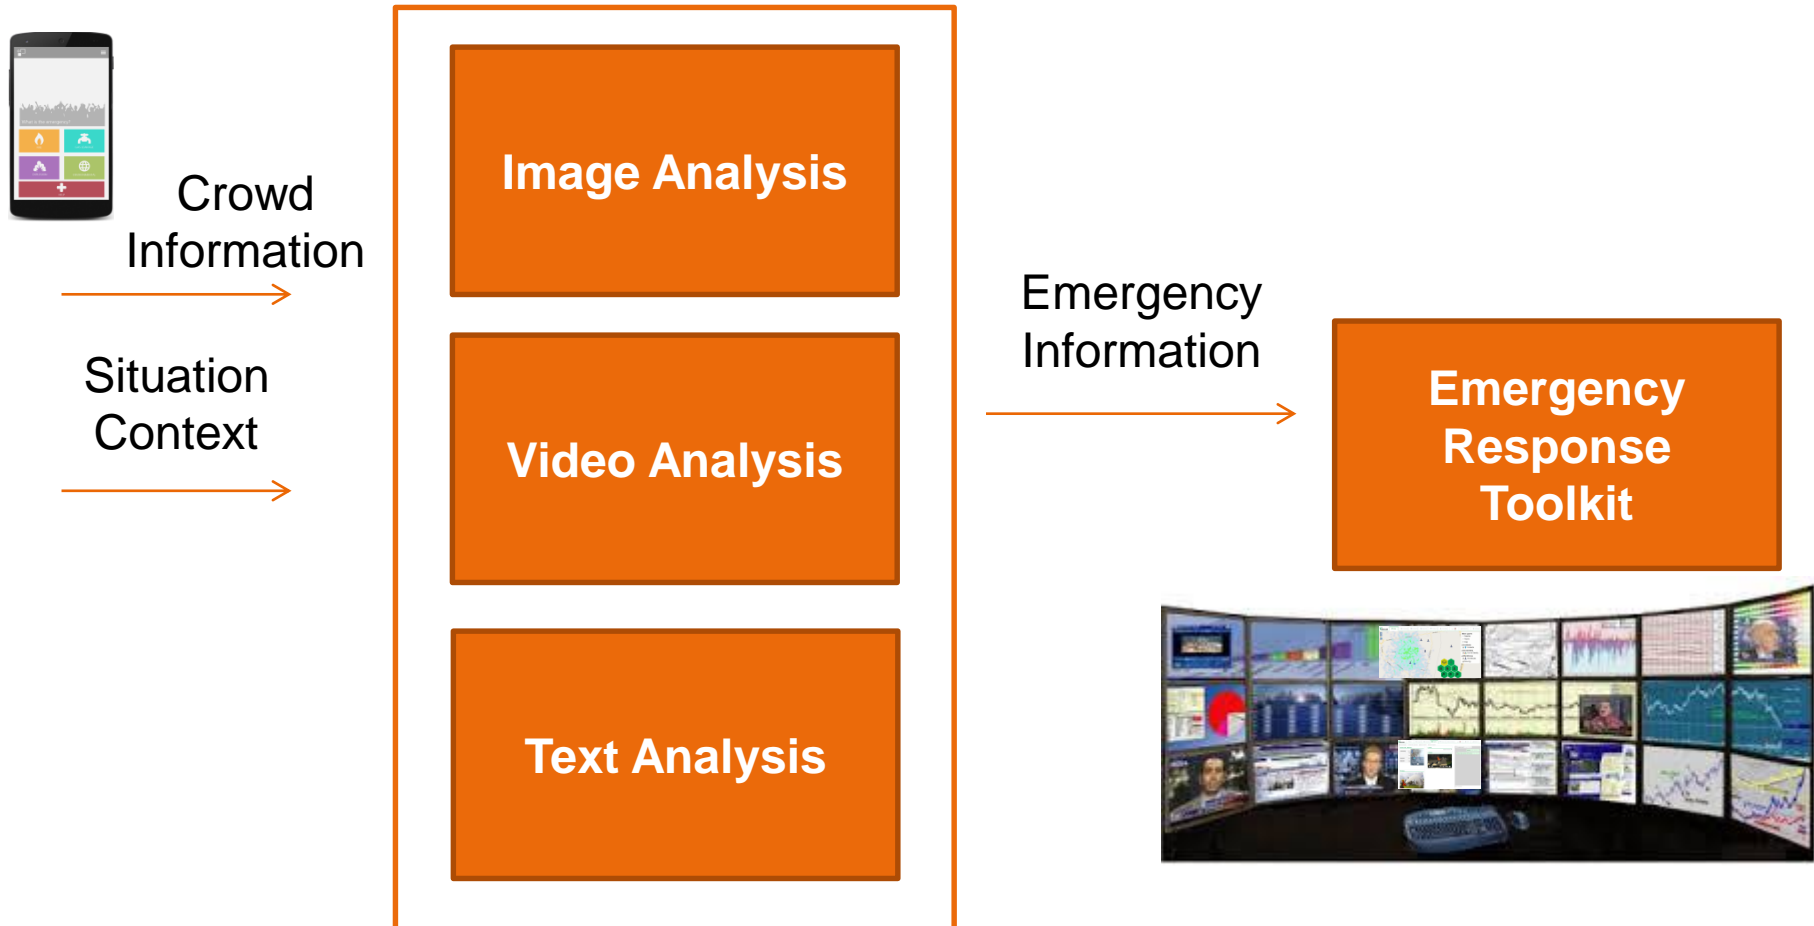 Crowd
Information
Situation
Context
Image Analysis
Video Analysis
Text Analysis
Emergency
Information
Emergency
Response
Toolkit